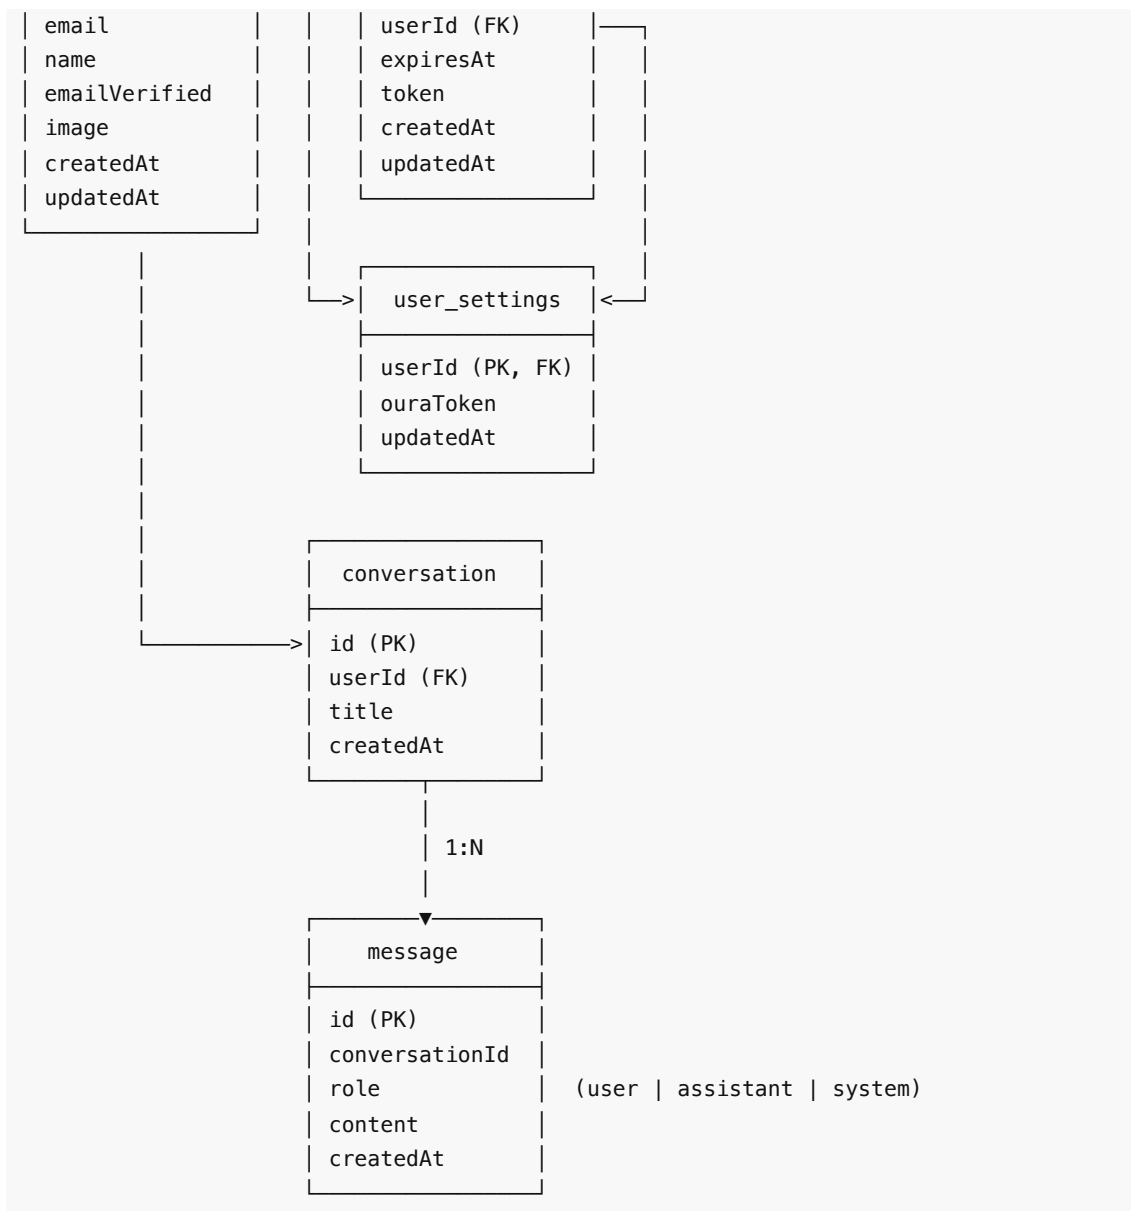 email userId (FK)
name expiresAt
emailVerified token
image createdAt
createdAt updatedAt
updatedAt
user_settings
userId (PK, FK)
ouraToken
updatedAt
conversation
id (PK)
userId (FK)
title
createdAt
1:N
message
id (PK)
conversationId
role (user | assistant | system)
content
createdAt